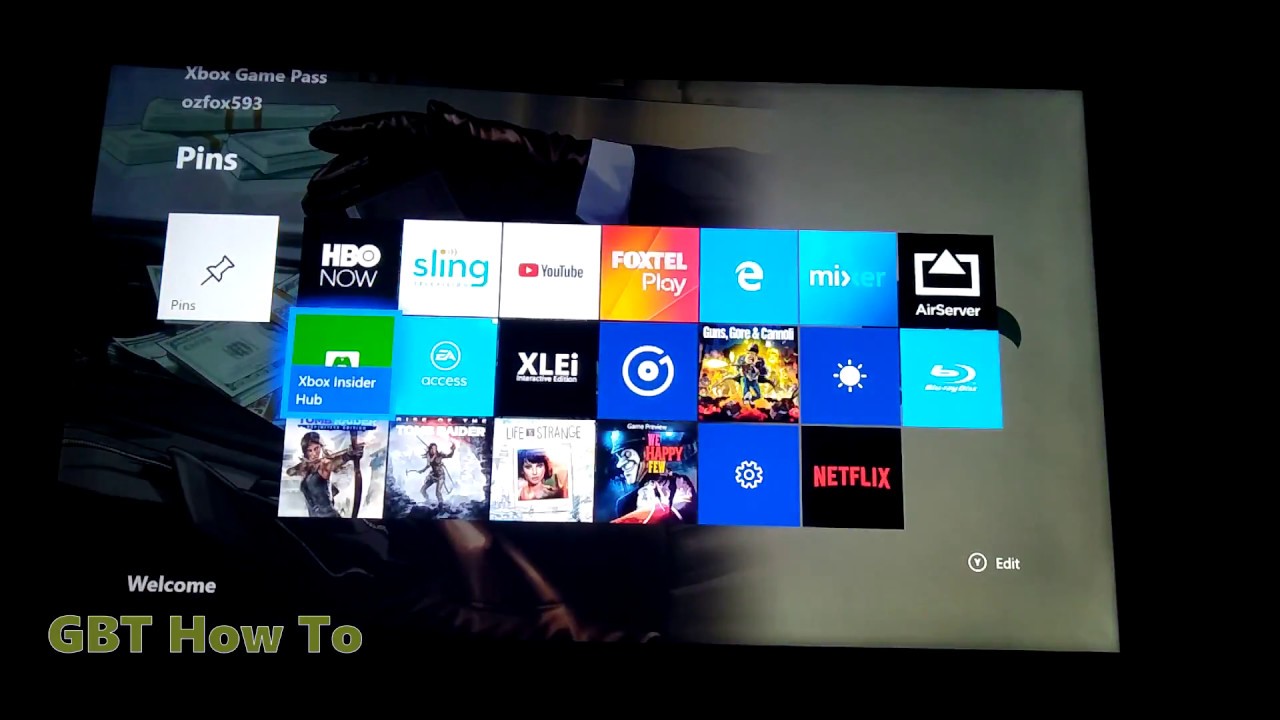 Xbox Game Pass
ozfox593
Pins
Pins
HBO
NOW
sling
YouTube
FOXTEL
Play
mixer
AirServer
Xbox Insider
Hub
EA
access
XLEi
Interactive Edition
Guns, Gore & Cannoli
Blu-ray Disc
TOMB RAIDER
RISE OF THE
TOMB RAIDER
LIFE IS STRANGE
Game Preview
WE
HAPPY
FEW
NETFLIX
Y Edit
Welcome
GBT How To